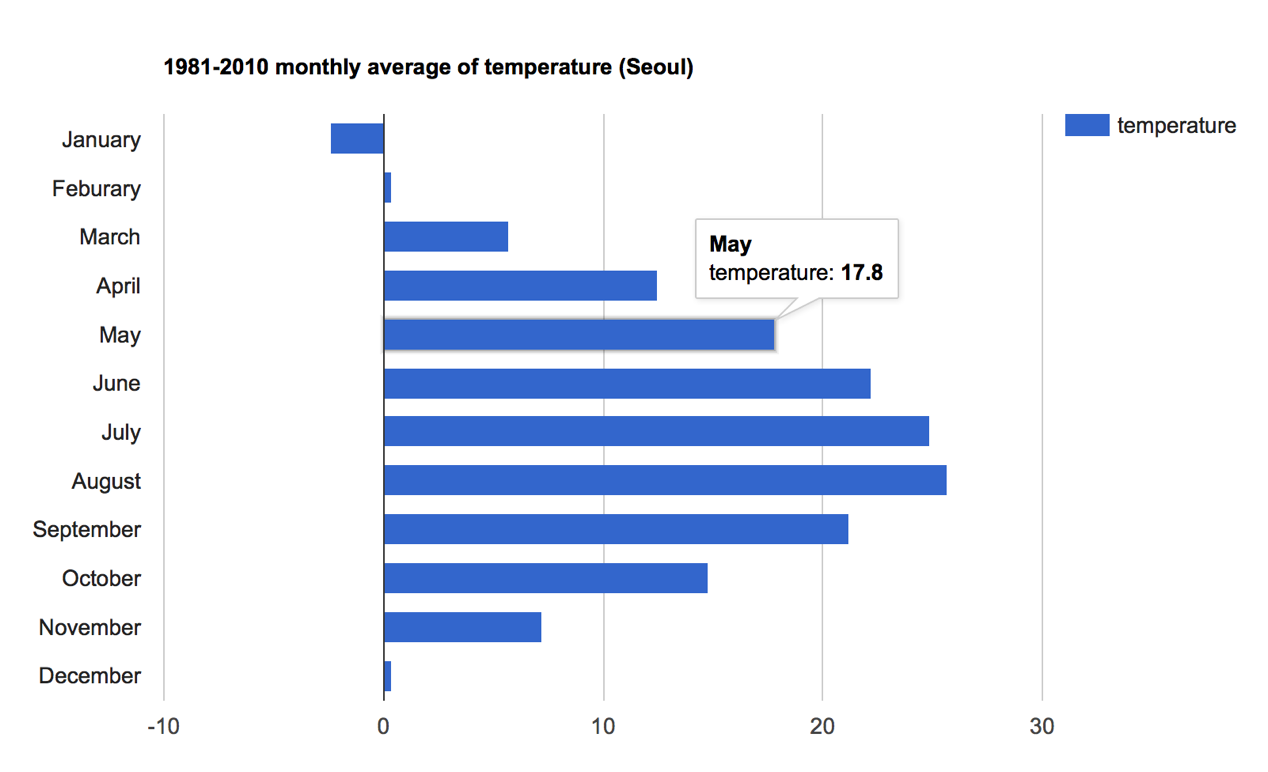 1981-2010 monthly average of temperature (Seoul)
temperature
January
Feburary
March
April
May
June
July
August
September
October
November
December
May
temperature: 17.8
-10
0
10
20
30